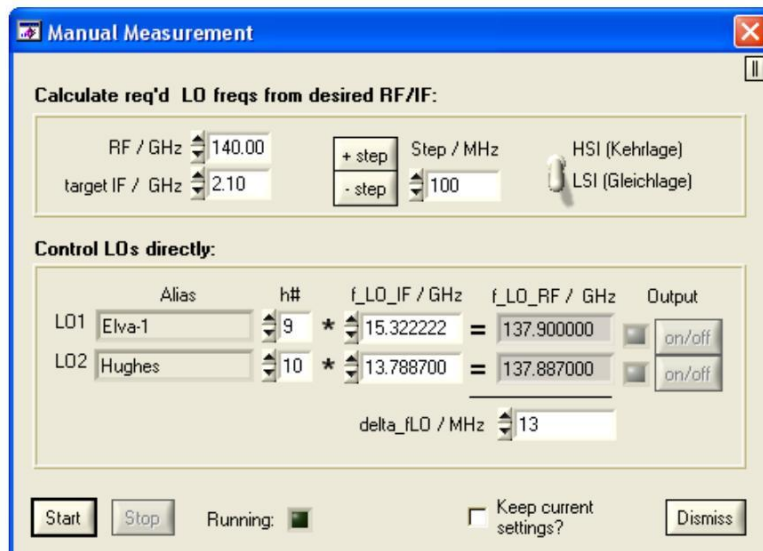 Manual Measurement
Calculate req'd LO freqs from desired RF/IF:
RF / GHz 140.00
target IF / GHz 2.10
+ step
- step
Step / MHz
100
HSI (Kehrlage)
LSI (Gleichlage)
Control LOs directly:
Alias h# f_LO_IF / GHz f_LO_RF / GHz Output
LO1 Elva-1 9 * 15.322222 = 137.900000 on/off
LO2 Hughes 10 * 13.788700 = 137.887000 on/off
delta_fLO / MHz 13
Start Stop Running: Keep current settings? Dismiss